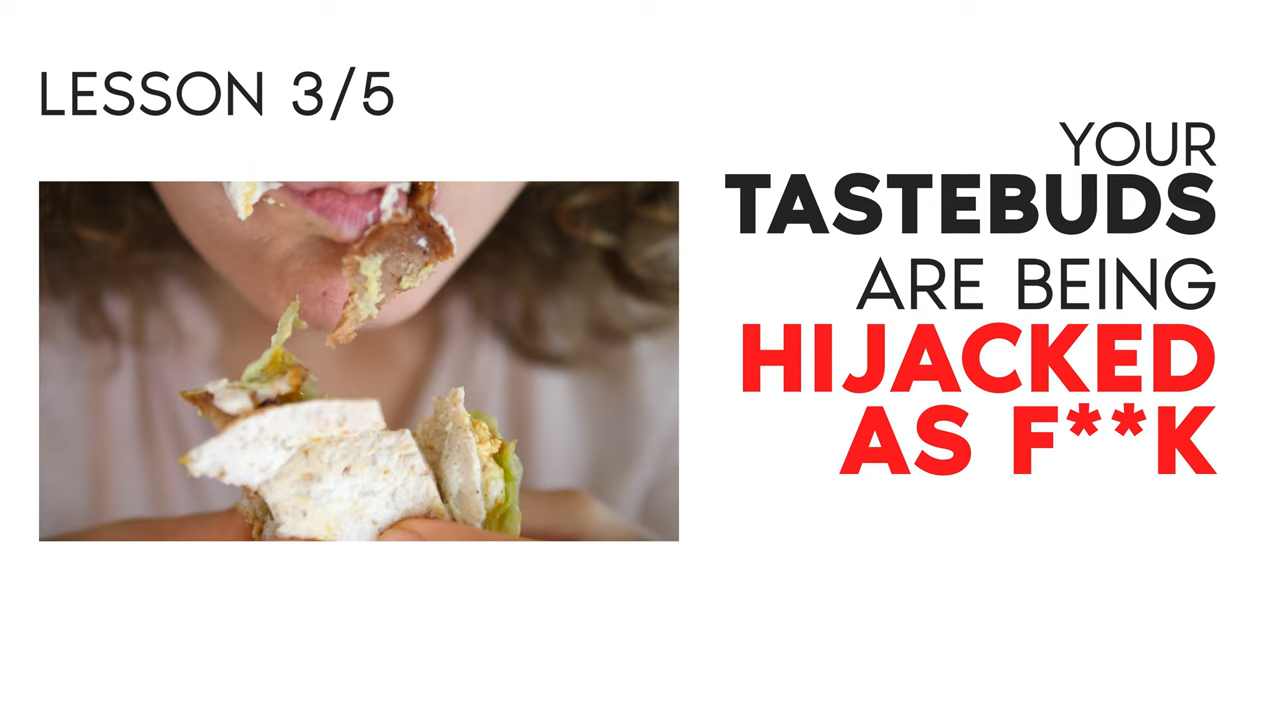 LESSON 3/5
YOUR
TASTEBUDS
ARE BEING
HIJACKED
AS F**K